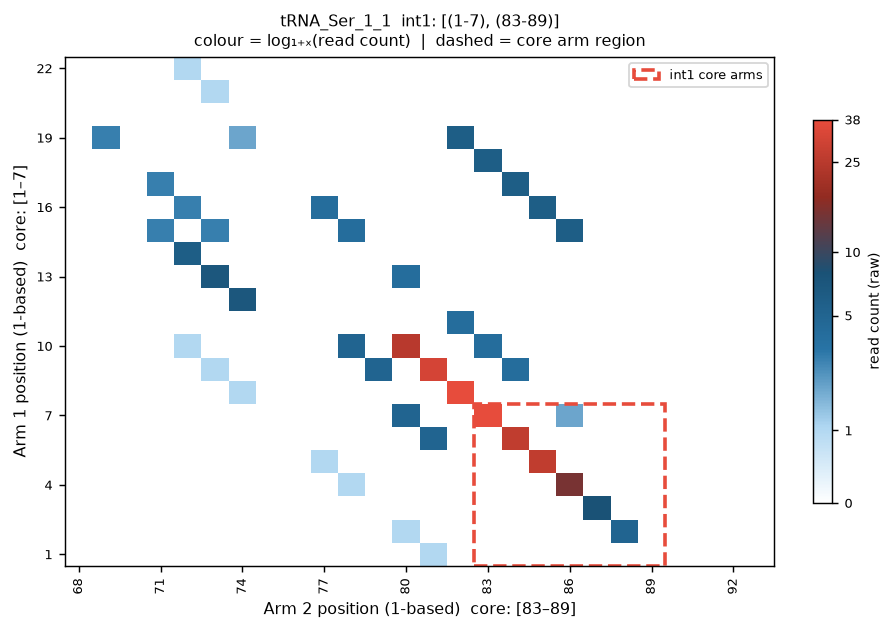 tRNA_Ser_1_1  int1: [(1-7), (83-89)]
colour = log₁₊ₓ(read count)  |  dashed = core arm region
int1 core arms
Arm 1 position (1-based)  core: [1–7]
22
19
16
13
10
7
4
1
68 71 74 77 80 83 86 89 92
Arm 2 position (1-based)  core: [83–89]
38
25
10
5
1
0
read count (raw)